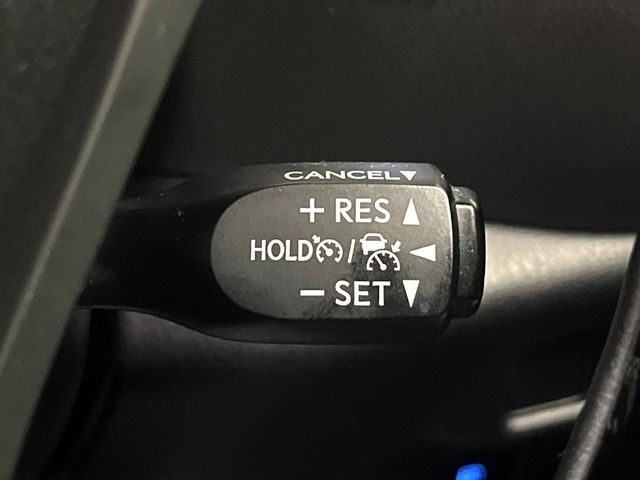 CANCEL▼
+ RES ▲
HOLD / ◀
− SET ▼